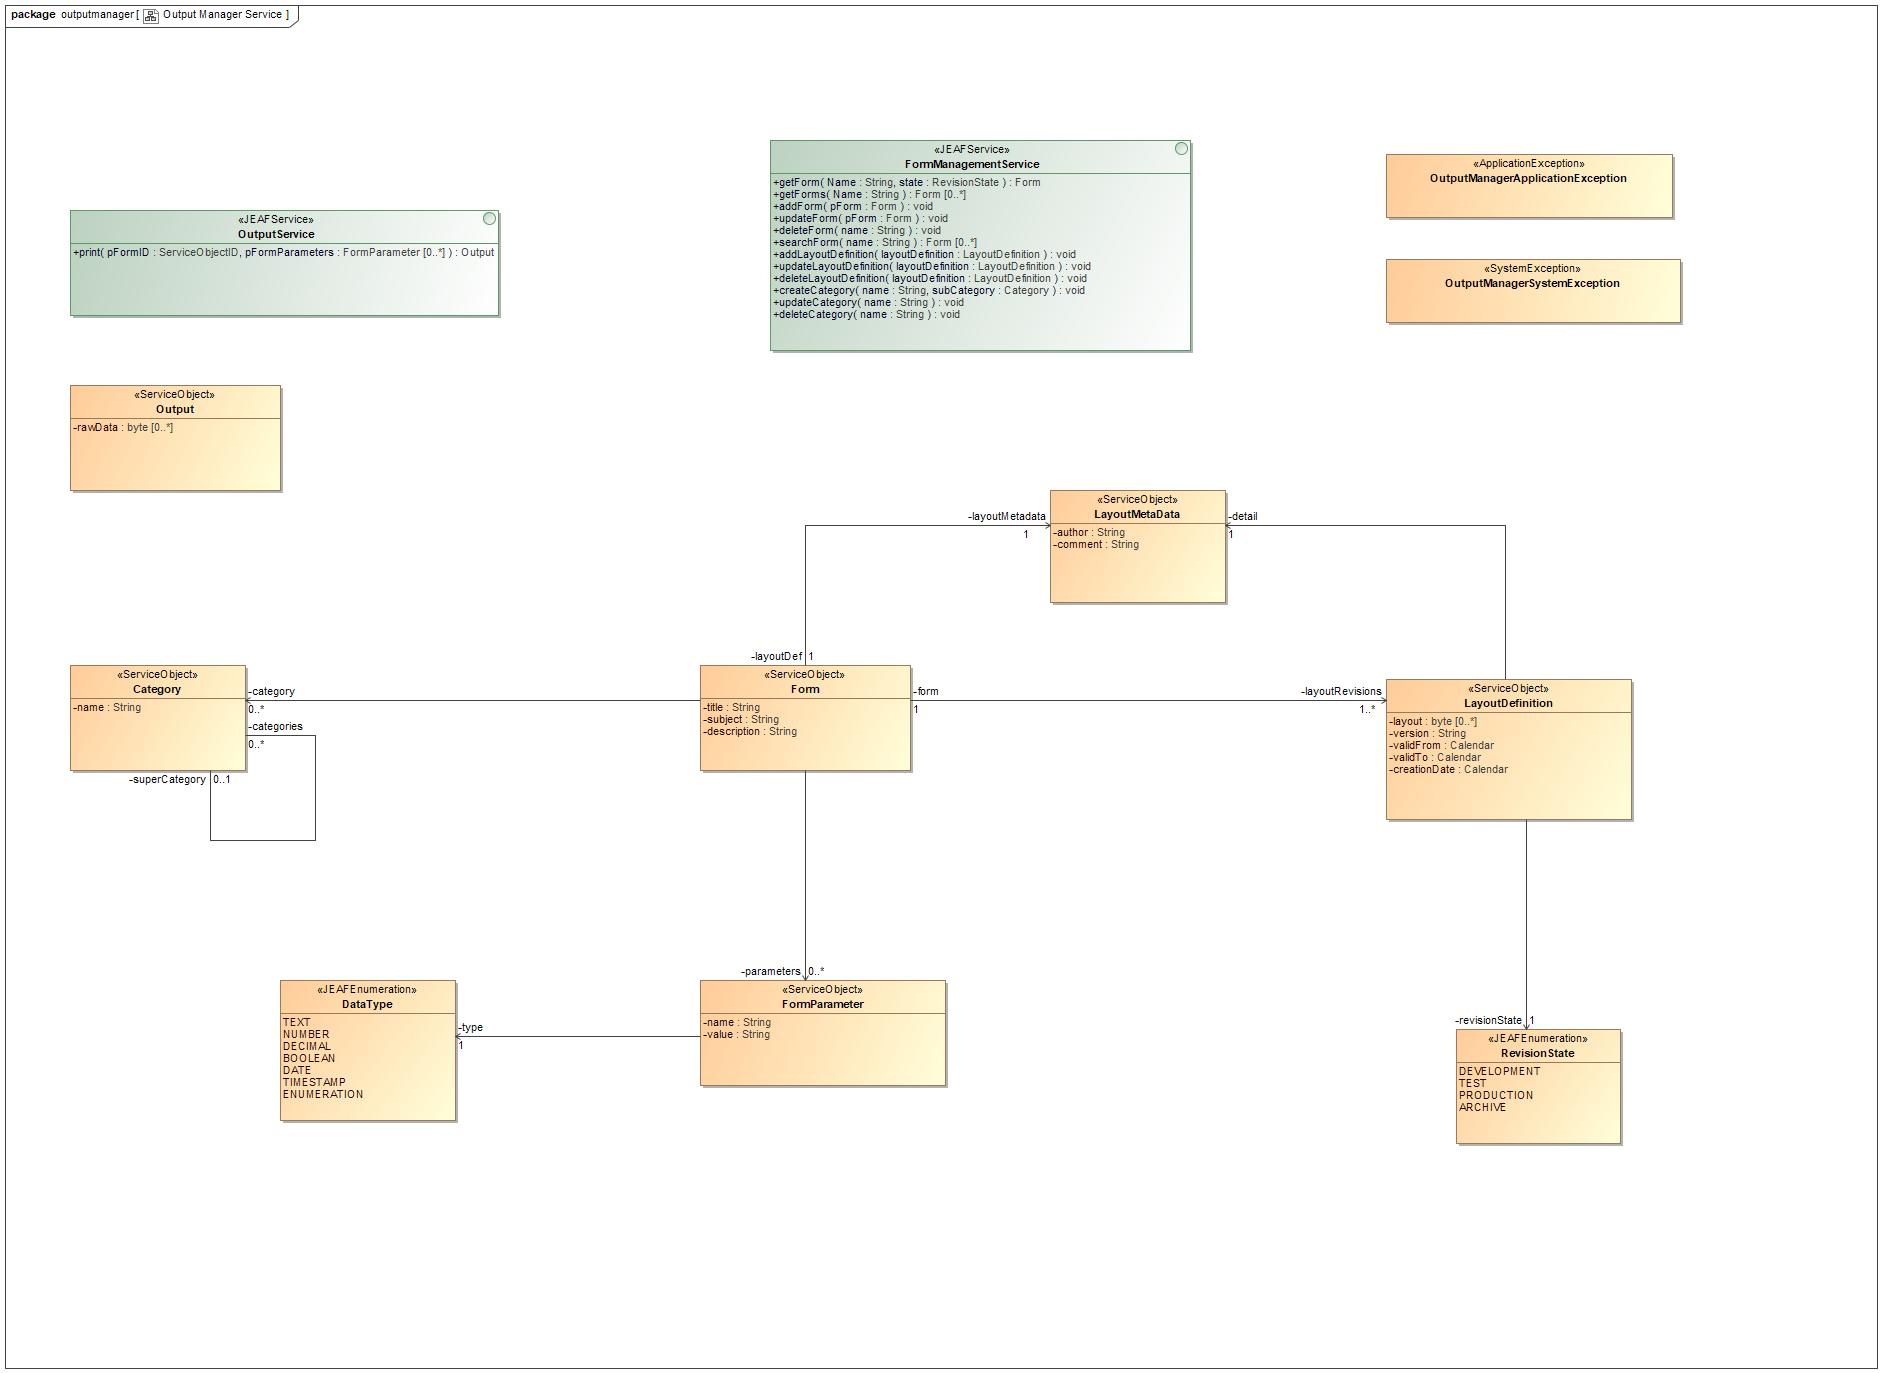 package outputmanager [ Output Manager Service ]
«JEAFService»
OutputService
+print( pFormID : ServiceObjectID, pFormParameters : FormParameter [0..*] ) : Output
«JEAFService»
FormManagementService
+getForm( Name : String, state : RevisionState ) : Form
+getForms( Name : String ) : Form [0..*]
+addForm( pForm : Form ) : void
+updateForm( pForm : Form ) : void
+deleteForm( name : String ) : void
+searchForm( name : String ) : Form [0..*]
+addLayoutDefinition( layoutDefinition : LayoutDefinition ) : void
+updateLayoutDefinition( layoutDefinition : LayoutDefinition ) : void
+deleteLayoutDefinition( layoutDefinition : LayoutDefinition ) : void
+createCategory( name : String, subCategory : Category ) : void
+updateCategory( name : String ) : void
+deleteCategory( name : String ) : void
«ApplicationException»
OutputManagerApplicationException
«SystemException»
OutputManagerSystemException
«ServiceObject»
Output
-rawData : byte [0..*]
«ServiceObject»
LayoutMetaData
-author : String
-comment : String
-layoutMetadata
1
-detail
1
-layoutDef 1
«ServiceObject»
Category
-name : String
-category
0..*
-categories
0..*
-superCategory 0..1
«ServiceObject»
Form
-title : String
-subject : String
-description : String
-form
1
-layoutRevisions
1..*
«ServiceObject»
LayoutDefinition
-layout : byte [0..*]
-version : String
-validFrom : Calendar
-validTo : Calendar
-creationDate : Calendar
-parameters 0..*
«JEAFEnumeration»
DataType
TEXT
NUMBER
DECIMAL
BOOLEAN
DATE
TIMESTAMP
ENUMERATION
-type
1
«ServiceObject»
FormParameter
-name : String
-value : String
-revisionState 1
«JEAFEnumeration»
RevisionState
DEVELOPMENT
TEST
PRODUCTION
ARCHIVE